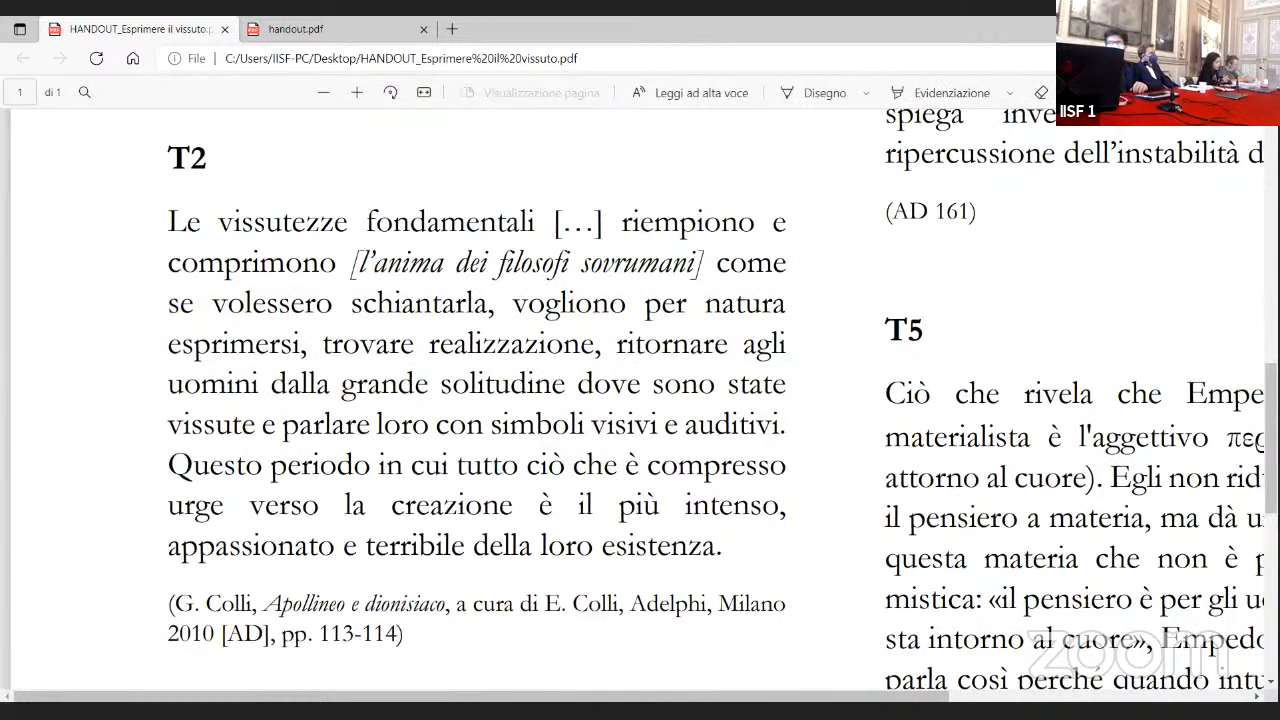 HANDOUT_Esprimere il vissuto.p
handout.pdf
File
C:/Users/IISF-PC/Desktop/HANDOUT_Esprimere%20il%20vissuto.pdf
1
di 1
Visualizzazione pagina
Leggi ad alta voce
Disegno
Evidenziazione
IISF 1
T2
Le vissutezze fondamentali […] riempiono e
comprimono [l’anima dei filosofi sovrumani] come
se volessero schiantarla, vogliono per natura
esprimersi, trovare realizzazione, ritornare agli
uomini dalla grande solitudine dove sono state
vissute e parlare loro con simboli visivi e auditivi.
Questo periodo in cui tutto ciò che è compresso
urge verso la creazione è il più intenso,
appassionato e terribile della loro esistenza.
(G. Colli, Apollineo e dionisiaco, a cura di E. Colli, Adelphi, Milano
2010 [AD], pp. 113-114)
spiega
ripercussione dell’instabilità
(AD 161)
T5
Ciò che rivela che
materialista è l'aggettivo
attorno al cuore). Egli non
il pensiero a materia, ma dà
questa materia che non è
mistica: «il pensiero è per gli
sta intorno al cuore»,
parla così perché quando
zoom